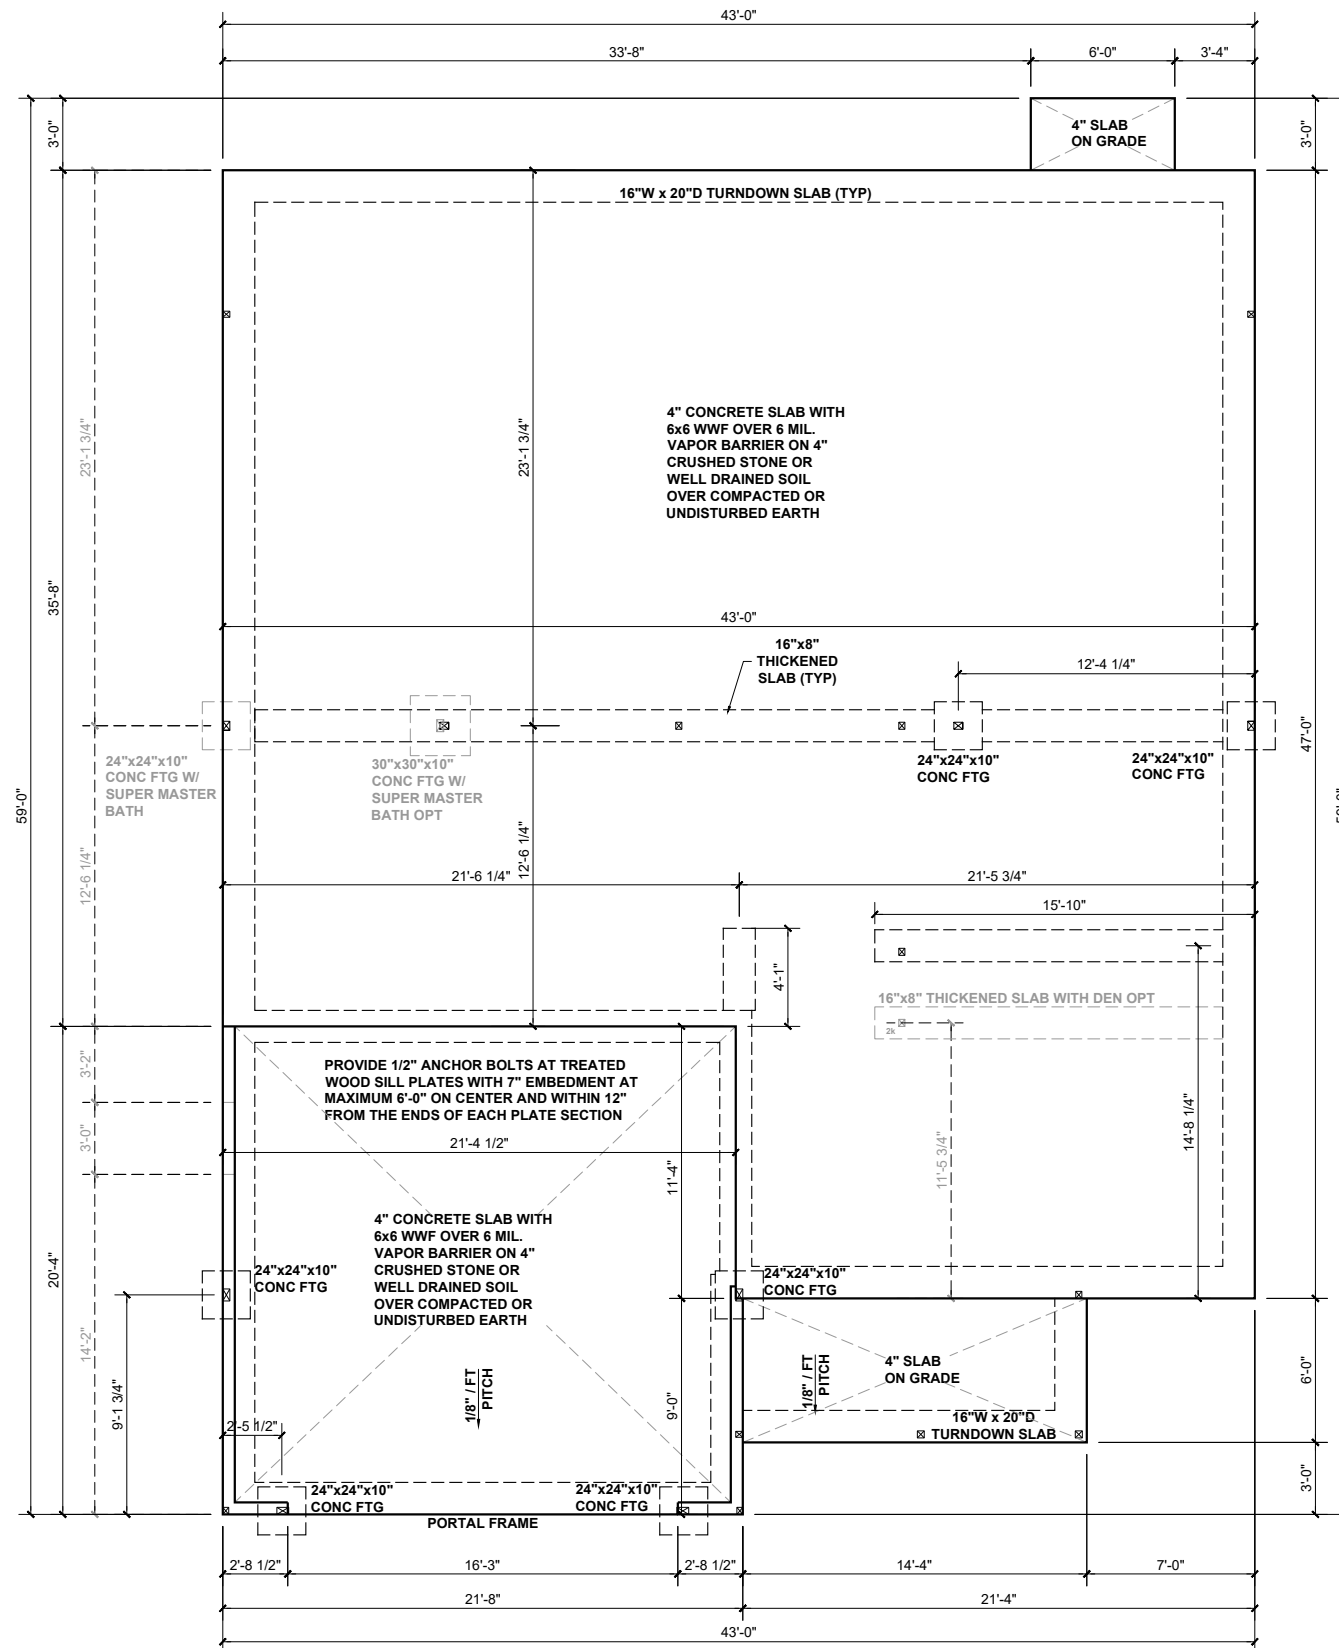 43'-0"
33'-8"
6'-0"
3'-4"
3'-0"
4" SLAB
ON GRADE
3'-0"
16"W x 20"D TURNDOWN SLAB (TYP)
23'-1 3/4"
23'-1 3/4"
4" CONCRETE SLAB WITH
6x6 WWF OVER 6 MIL.
VAPOR BARRIER ON 4"
CRUSHED STONE OR
WELL DRAINED SOIL
OVER COMPACTED OR
UNDISTURBED EARTH
35'-8"
43'-0"
16"x8"
THICKENED
SLAB (TYP)
12'-4 1/4"
59'-0"
47'-0"
24"x24"x10"
CONC FTG W/
SUPER MASTER
BATH
30"x30"x10"
CONC FTG W/
SUPER MASTER
BATH OPT
24"x24"x10"
CONC FTG
24"x24"x10"
CONC FTG
12'-6 1/4"
12'-6 1/4"
21'-6 1/4"
21'-5 3/4"
15'-10"
4'-1"
16"x8" THICKENED SLAB WITH DEN OPT
2k
3'-2"
PROVIDE 1/2" ANCHOR BOLTS AT TREATED
WOOD SILL PLATES WITH 7" EMBEDMENT AT
MAXIMUM 6'-0" ON CENTER AND WITHIN 12"
FROM THE ENDS OF EACH PLATE SECTION
3'-0"
21'-4 1/2"
11'-4"
11'-5 3/4"
14'-8 1/4"
4" CONCRETE SLAB WITH
6x6 WWF OVER 6 MIL.
VAPOR BARRIER ON 4"
CRUSHED STONE OR
WELL DRAINED SOIL
OVER COMPACTED OR
UNDISTURBED EARTH
20'-4"
24"x24"x10"
CONC FTG
24"x24"x10"
CONC FTG
14'-2"
9'-1 3/4"
1/8" / FT
PITCH
9'-0"
1/8" / FT
PITCH
4" SLAB
ON GRADE
6'-0"
2'-5 1/2"
16"W x 20"D
TURNDOWN SLAB
24"x24"x10"
CONC FTG
24"x24"x10"
CONC FTG
3'-0"
PORTAL FRAME
2'-8 1/2"
16'-3"
2'-8 1/2"
14'-4"
7'-0"
21'-8"
21'-4"
43'-0"